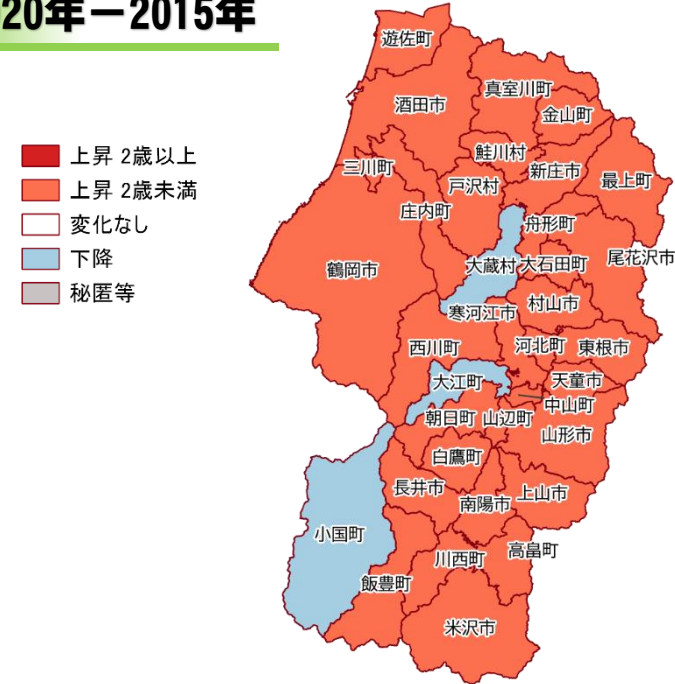 20年－2015年
上昇 2歳以上
上昇 2歳未満
変化なし
下降
秘匿等
遊佐町
真室川町
酒田市
金山町
鮭川村
三川町
新庄市
戸沢村
最上町
庄内町
舟形町
尾花沢市
鶴岡市
大蔵村
大石田町
村山市
寒河江市
西川町
河北町
東根市
大江町
天童市
中山町
朝日町
山辺町
山形市
白鷹町
長井市
上山市
南陽市
小国町
高畠町
川西町
飯豊町
米沢市